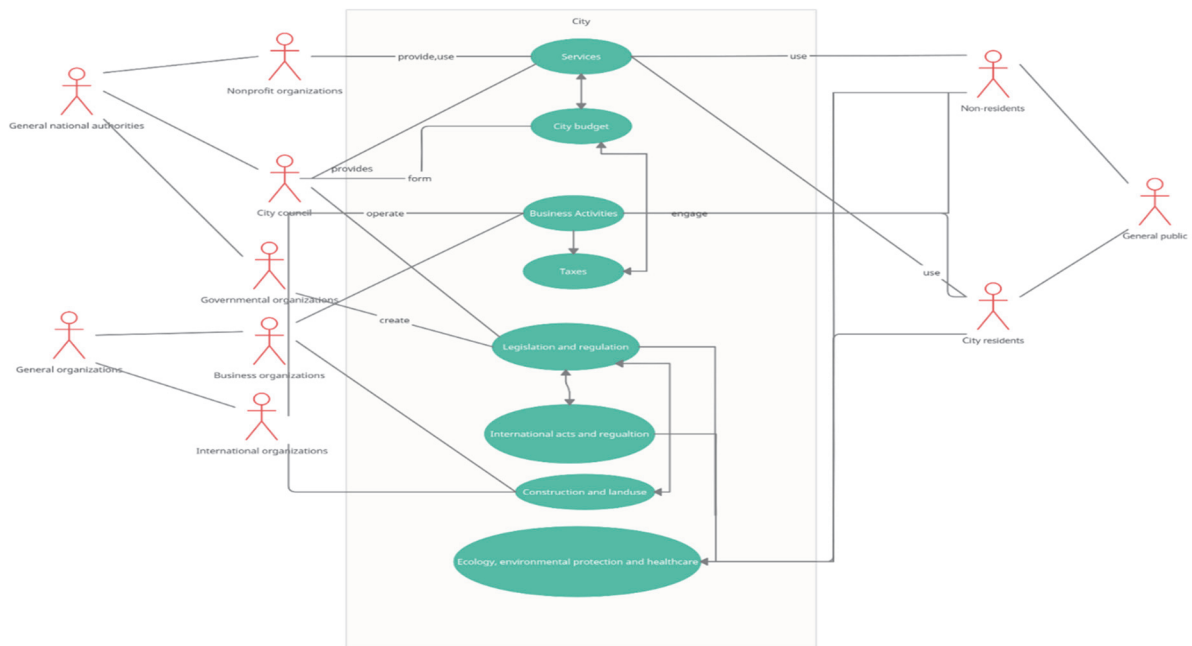 City
provide,use
Services
use
Nonprofit organizations
General national authorities
City budget
Non-residents
provides
form
City council
operate
Business Activities
engage
General public
Taxes
use
Governmental organizations
create
City residents
General organizations
Business organizations
Legislation and regulation
International organizations
International acts and regualtion
Construction and landuse
Ecology, environmental protection and healthcare